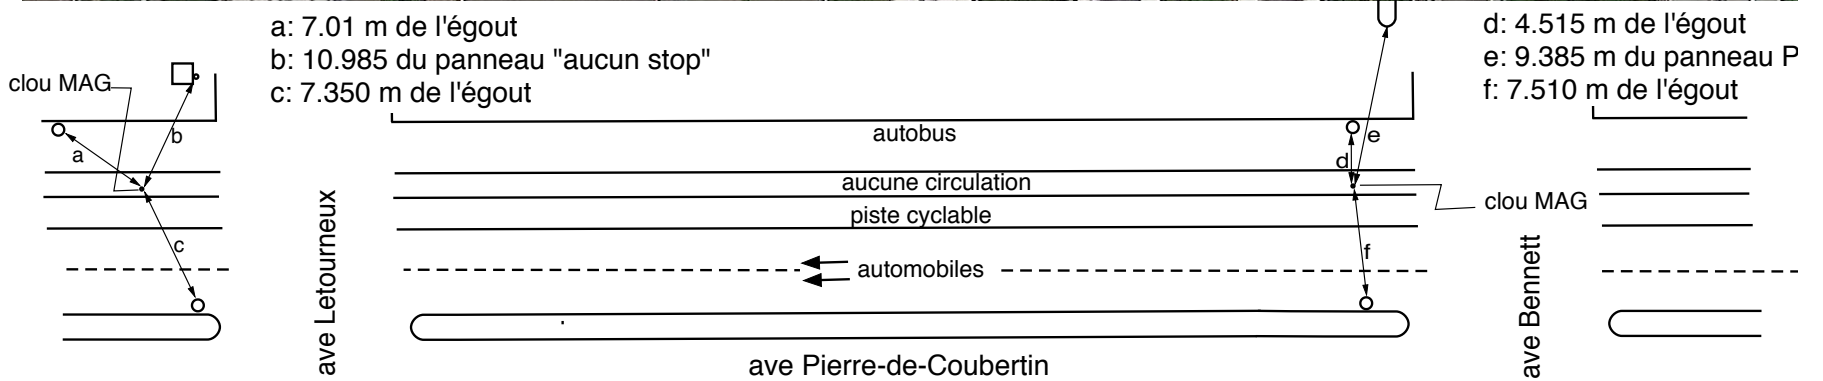 a: 7.01 m de l'égout
b: 10.985 du panneau "aucun stop"
c: 7.350 m de l'égout
d: 4.515 m de l'égout
e: 9.385 m du panneau P
f: 7.510 m de l'égout
clou MAG
b
a
autobus
e
d
aucune circulation
clou MAG
piste cyclable
c
f
automobiles
ave Letourneux
ave Bennett
ave Pierre-de-Coubertin